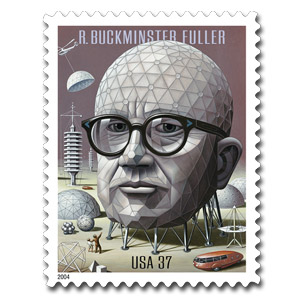 R. BUCKMINSTER FULLER
USA 37
2004